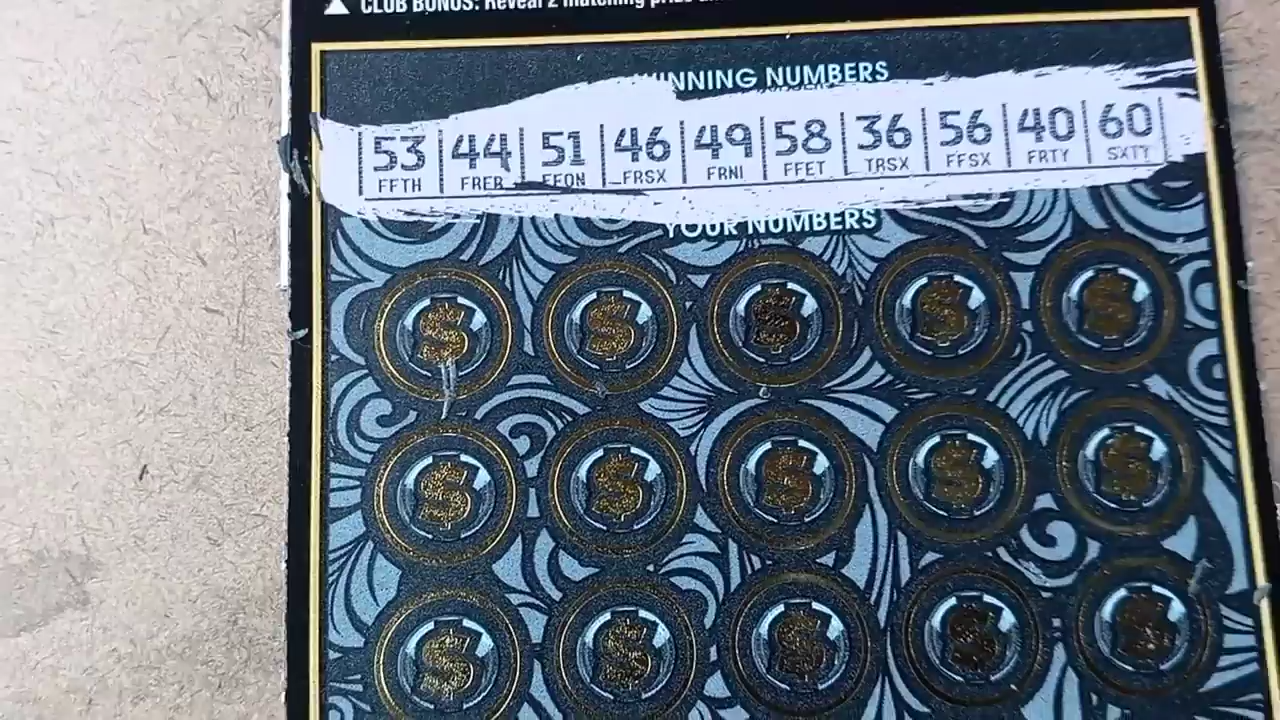 CLUB BONUS: Reveal 2 matching prize
WINNING NUMBERS
53 44 51 46 49 58 36 56 40 60
FFTH FRFR FFON FRSX FRNI FFET TRSX FFSX FRTY SXTY
YOUR NUMBERS
$ $ $ $ $
$ $ $ $ $
$ $ $ $ $